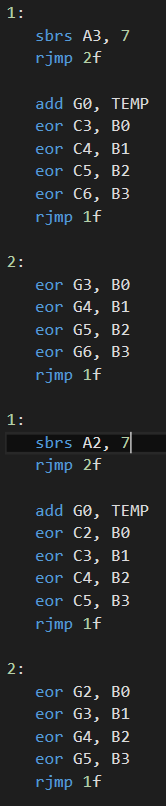 1:
sbrs A3, 7
rjmp 2f
add G0, TEMP
eor C3, B0
eor C4, B1
eor C5, B2
eor C6, B3
rjmp 1f
2:
eor G3, B0
eor G4, B1
eor G5, B2
eor G6, B3
rjmp 1f
1:
sbrs A2, 7
rjmp 2f
add G0, TEMP
eor C2, B0
eor C3, B1
eor C4, B2
eor C5, B3
rjmp 1f
2:
eor G2, B0
eor G3, B1
eor G4, B2
eor G5, B3
rjmp 1f